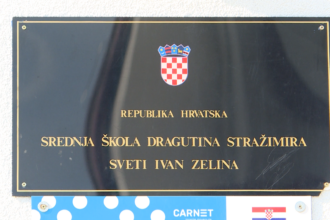 REPUBLIKA HRVATSKA
SREDNJA ŠKOLA DRAGUTINA STRAŽIMIRA
SVETI IVAN ZELINA
CARNET